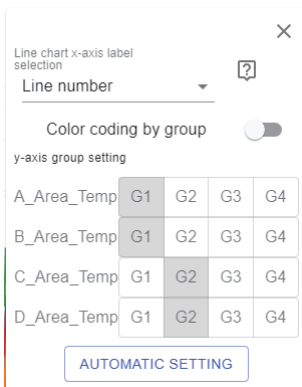 Line chart x-axis label
selection
Line number
Color coding by group
y-axis group setting
A_Area_Temp G1 G2 G3 G4
B_Area_Temp G1 G2 G3 G4
C_Area_Temp G1 G2 G3 G4
D_Area_Temp G1 G2 G3 G4
AUTOMATIC SETTING